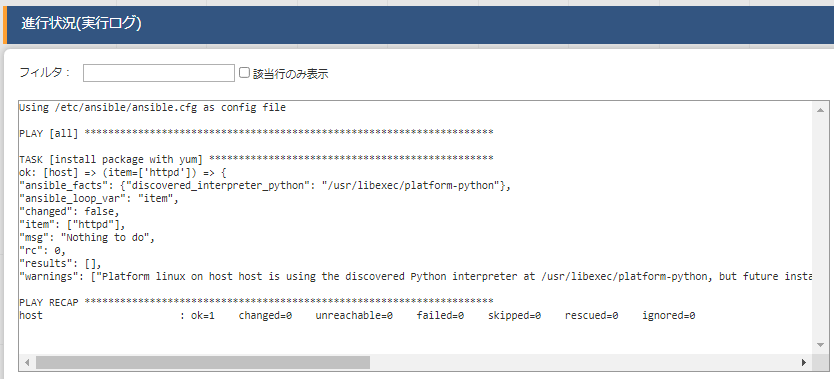 進行状況(実行ログ)
フィルタ： 該当行のみ表示
Using /etc/ansible/ansible.cfg as config file
PLAY [all] *********************************************************************
TASK [install package with yum] ************************************************
ok: [host] => (item=['httpd']) => {
"ansible_facts": {"discovered_interpreter_python": "/usr/libexec/platform-python"},
"ansible_loop_var": "item",
"changed": false,
"item": ["httpd"],
"msg": "Nothing to do",
"rc": 0,
"results": [],
"warnings": ["Platform linux on host host is using the discovered Python interpreter at /usr/libexec/platform-python, but future insta
PLAY RECAP *********************************************************************
host : ok=1 changed=0 unreachable=0 failed=0 skipped=0 rescued=0 ignored=0